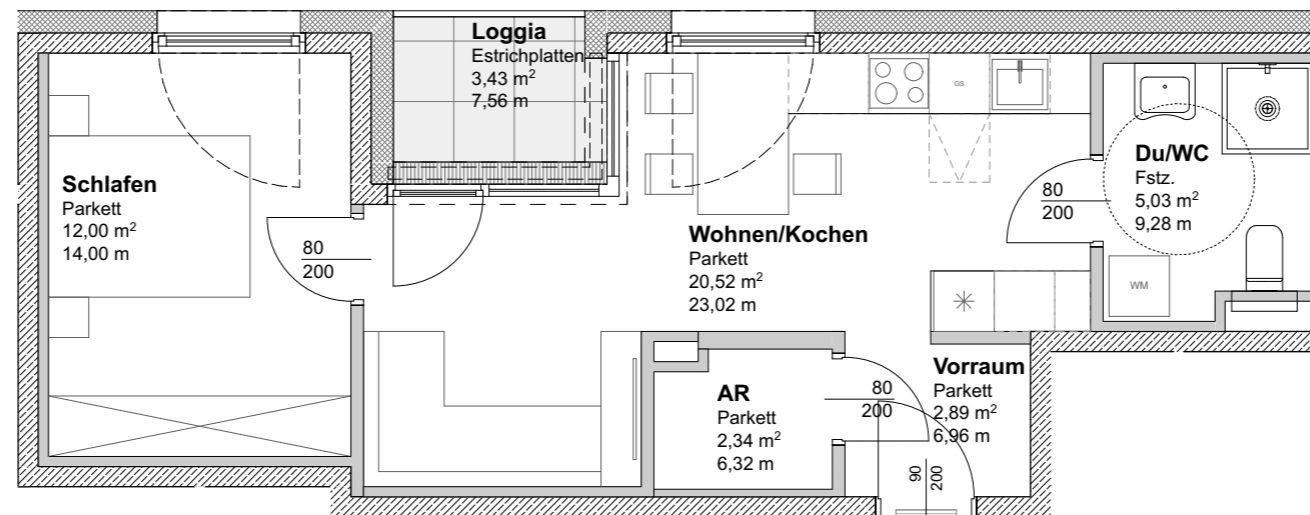 Loggia
Estrichplatten
3,43 m²
7,56 m
GS
Schlafen
Parkett
12,00 m²
14,00 m
80
200
Wohnen/Kochen
Parkett
20,52 m²
23,02 m
80
200
Du/WC
Fstz.
5,03 m²
9,28 m
WM
AR
Parkett
2,34 m²
6,32 m
80
200
Vorraum
Parkett
2,89 m²
6,96 m
90
200